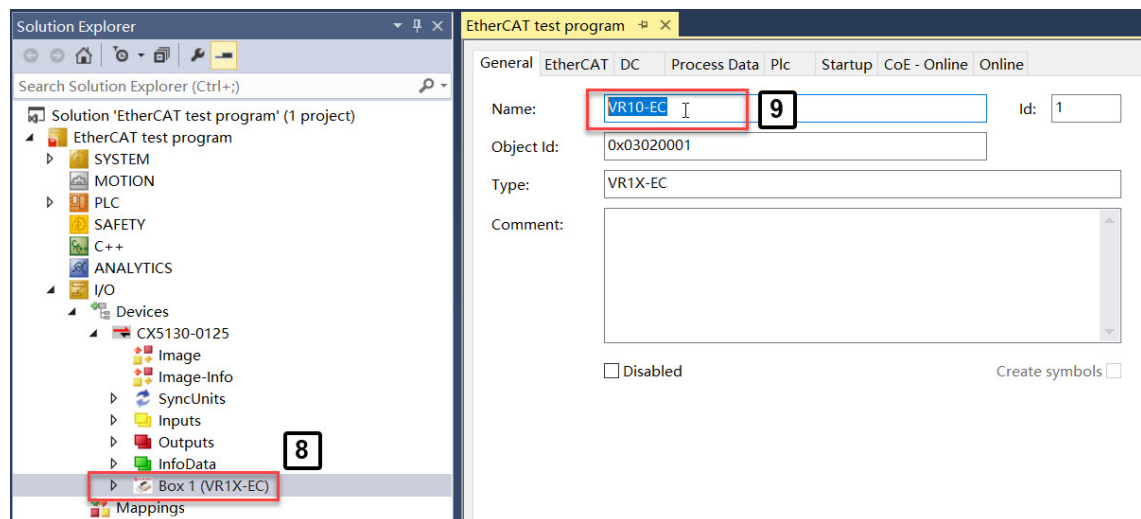 Solution Explorer
Search Solution Explorer (Ctrl+;)
Solution 'EtherCAT test program' (1 project)
EtherCAT test program
SYSTEM
MOTION
PLC
SAFETY
C++
ANALYTICS
I/O
Devices
CX5130-0125
Image
Image-Info
SyncUnits
Inputs
Outputs
InfoData
8
Box 1 (VR1X-EC)
Mappings
EtherCAT test program
General EtherCAT DC Process Data Plc Startup CoE - Online Online
Name: VR10-EC 9 Id: 1
Object Id: 0x03020001
Type: VR1X-EC
Comment:
Disabled Create symbols